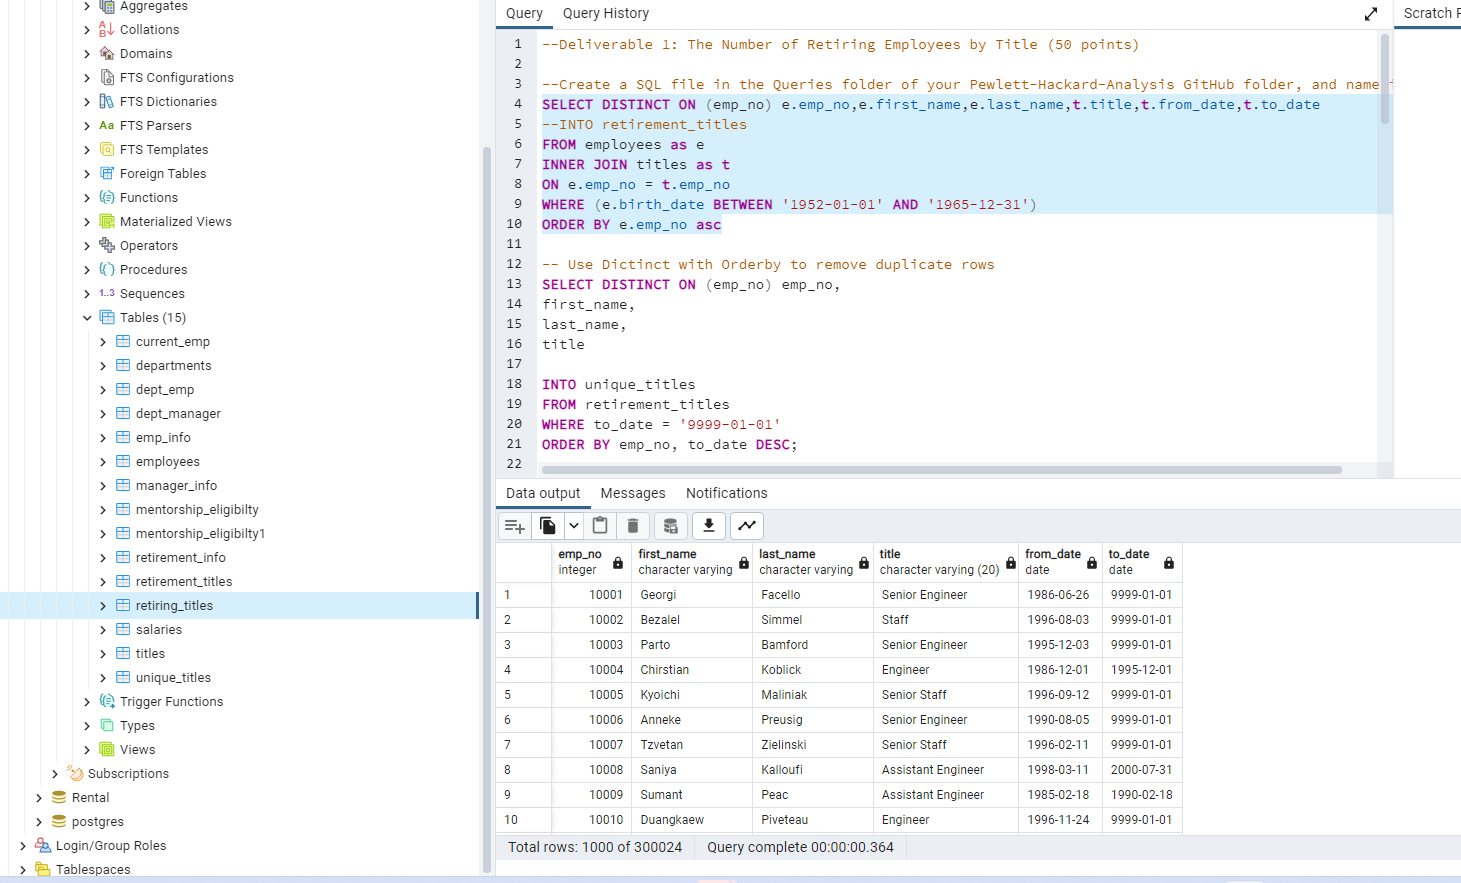 Aggregates
Collations
Domains
FTS Configurations
FTS Dictionaries
Aa FTS Parsers
FTS Templates
Foreign Tables
Functions
Materialized Views
Operators
Procedures
1..3 Sequences
Tables (15)
current_emp
departments
dept_emp
dept_manager
emp_info
employees
manager_info
mentorship_eligibilty
mentorship_eligibilty1
retirement_info
retirement_titles
retiring_titles
salaries
titles
unique_titles
Trigger Functions
Types
Views
Subscriptions
Rental
postgres
Login/Group Roles
Tablespaces
Query Query History
Scratch P
1 --Deliverable 1: The Number of Retiring Employees by Title (50 points)
2
3 --Create a SQL file in the Queries folder of your Pewlett-Hackard-Analysis GitHub folder, and name i
4 SELECT DISTINCT ON (emp_no) e.emp_no,e.first_name,e.last_name,t.title,t.from_date,t.to_date
5 --INTO retirement_titles
6 FROM employees as e
7 INNER JOIN titles as t
8 ON e.emp_no = t.emp_no
9 WHERE (e.birth_date BETWEEN '1952-01-01' AND '1965-12-31')
10 ORDER BY e.emp_no asc
11
12 -- Use Dictinct with Orderby to remove duplicate rows
13 SELECT DISTINCT ON (emp_no) emp_no,
14 first_name,
15 last_name,
16 title
17
18 INTO unique_titles
19 FROM retirement_titles
20 WHERE to_date = '9999-01-01'
21 ORDER BY emp_no, to_date DESC;
22
Data output Messages Notifications
emp_no first_name last_name title from_date to_date
integer character varying character varying character varying (20) date date
1 10001 Georgi Facello Senior Engineer 1986-06-26 9999-01-01
2 10002 Bezalel Simmel Staff 1996-08-03 9999-01-01
3 10003 Parto Bamford Senior Engineer 1995-12-03 9999-01-01
4 10004 Chirstian Koblick Engineer 1986-12-01 1995-12-01
5 10005 Kyoichi Maliniak Senior Staff 1996-09-12 9999-01-01
6 10006 Anneke Preusig Senior Engineer 1990-08-05 9999-01-01
7 10007 Tzvetan Zielinski Senior Staff 1996-02-11 9999-01-01
8 10008 Saniya Kalloufi Assistant Engineer 1998-03-11 2000-07-31
9 10009 Sumant Peac Assistant Engineer 1985-02-18 1990-02-18
10 10010 Duangkaew Piveteau Engineer 1996-11-24 9999-01-01
Total rows: 1000 of 300024 Query complete 00:00:00.364